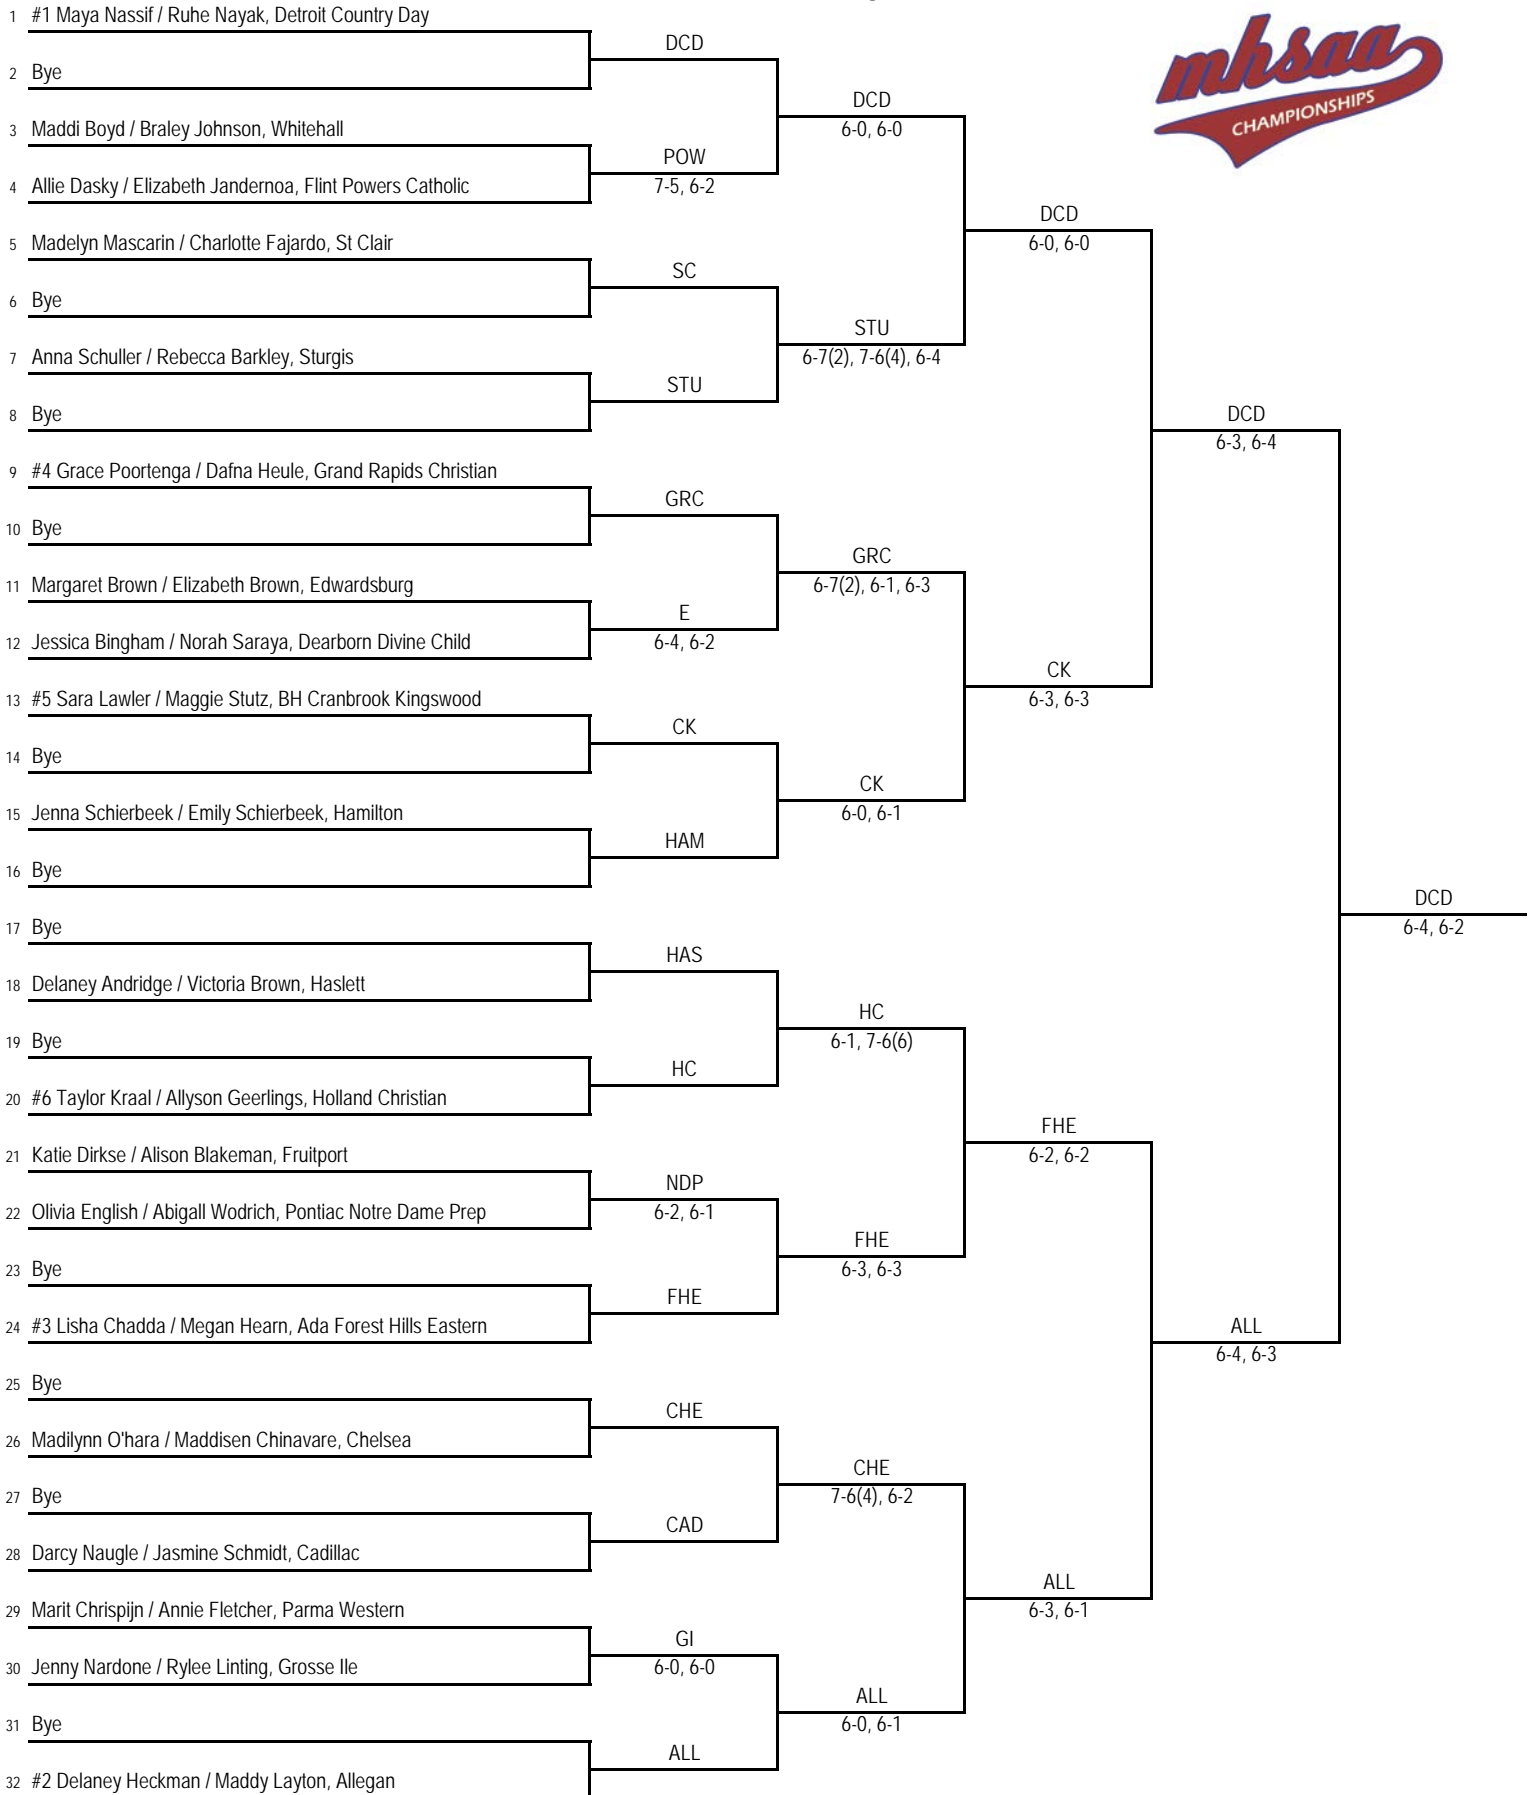 1 #1 Maya Nassif / Ruhe Nayak, Detroit Country Day
2 Bye
3 Maddi Boyd / Braley Johnson, Whitehall
4 Allie Dasky / Elizabeth Jandernoa, Flint Powers Catholic
5 Madelyn Mascarin / Charlotte Fajardo, St Clair
6 Bye
7 Anna Schuller / Rebecca Barkley, Sturgis
8 Bye
9 #4 Grace Poortenga / Dafna Heule, Grand Rapids Christian
10 Bye
11 Margaret Brown / Elizabeth Brown, Edwardsburg
12 Jessica Bingham / Norah Saraya, Dearborn Divine Child
13 #5 Sara Lawler / Maggie Stutz, BH Cranbrook Kingswood
14 Bye
15 Jenna Schierbeek / Emily Schierbeek, Hamilton
16 Bye
17 Bye
18 Delaney Andridge / Victoria Brown, Haslett
19 Bye
20 #6 Taylor Kraal / Allyson Geerlings, Holland Christian
21 Katie Dirkse / Alison Blakeman, Fruitport
22 Olivia English / Abigall Wodrich, Pontiac Notre Dame Prep
23 Bye
24 #3 Lisha Chadda / Megan Hearn, Ada Forest Hills Eastern
25 Bye
26 Madilynn O'hara / Maddisen Chinavare, Chelsea
27 Bye
28 Darcy Naugle / Jasmine Schmidt, Cadillac
29 Marit Chrispijn / Annie Fletcher, Parma Western
30 Jenny Nardone / Rylee Linting, Grosse Ile
31 Bye
32 #2 Delaney Heckman / Maddy Layton, Allegan
DCD
POW
7-5, 6-2
SC
STU
GRC
E
6-4, 6-2
CK
HAM
HAS
HC
NDP
6-2, 6-1
FHE
CHE
CAD
GI
6-0, 6-0
ALL
DCD
6-0, 6-0
STU
6-7(2), 7-6(4), 6-4
GRC
6-7(2), 6-1, 6-3
CK
6-0, 6-1
HC
6-1, 7-6(6)
FHE
6-3, 6-3
CHE
7-6(4), 6-2
ALL
6-0, 6-1
DCD
6-0, 6-0
CK
6-3, 6-3
FHE
6-2, 6-2
ALL
6-3, 6-1
DCD
6-3, 6-4
ALL
6-4, 6-3
DCD
6-4, 6-2
mhsaa
CHAMPIONSHIPS